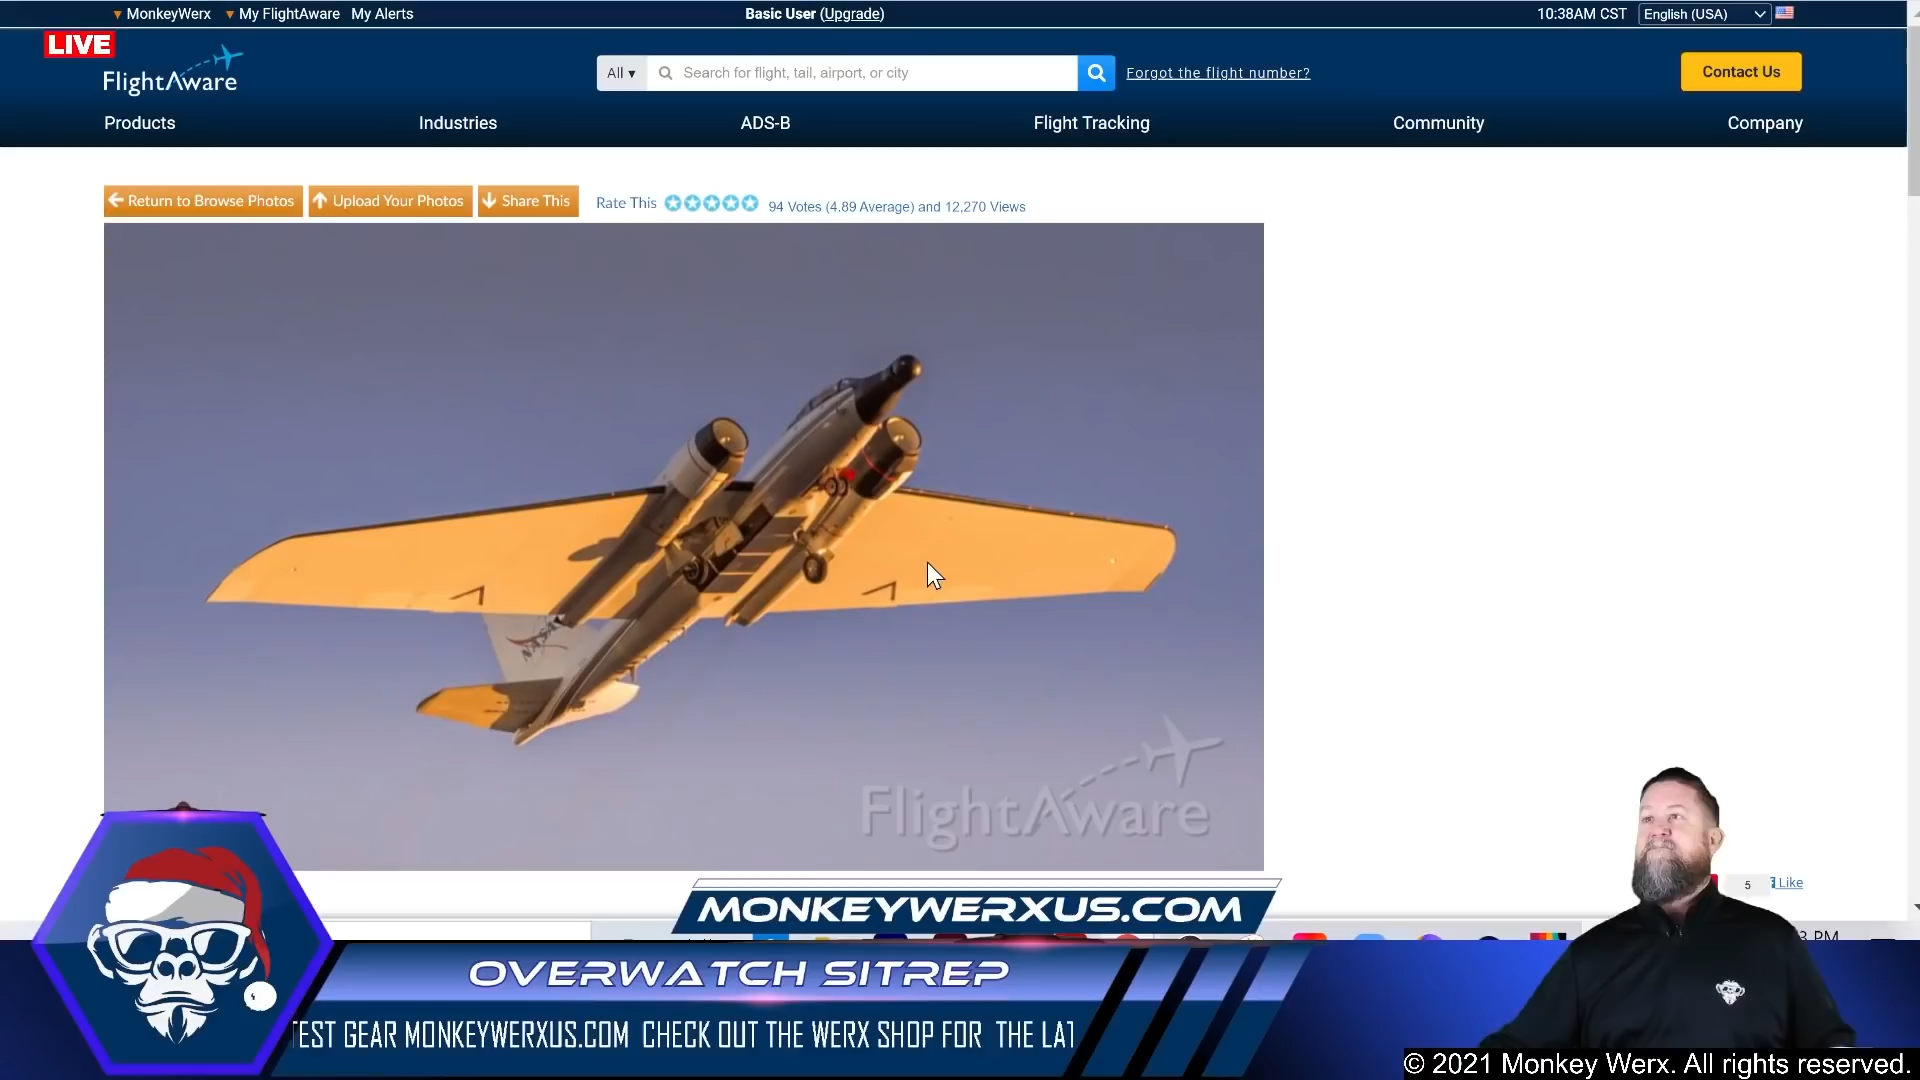 MonkeyWerx My FlightAware My Alerts Basic User (Upgrade) 10:38AM CST English (USA)
LIVE
FlightAware All Search for flight, tail, airport, or city Forgot the flight number? Contact Us
Products Industries ADS-B Flight Tracking Community Company
Return to Browse Photos Upload Your Photos Share This Rate This 94 Votes (4.89 Average) and 12,270 Views
NASA
FlightAware
5 Like
MONKEYWERXUS.COM
PM
OVERWATCH SITREP
TEST GEAR MONKEYWERXUS.COM CHECK OUT THE WERX SHOP FOR THE LAT
© 2021 Monkey Werx. All rights reserved.